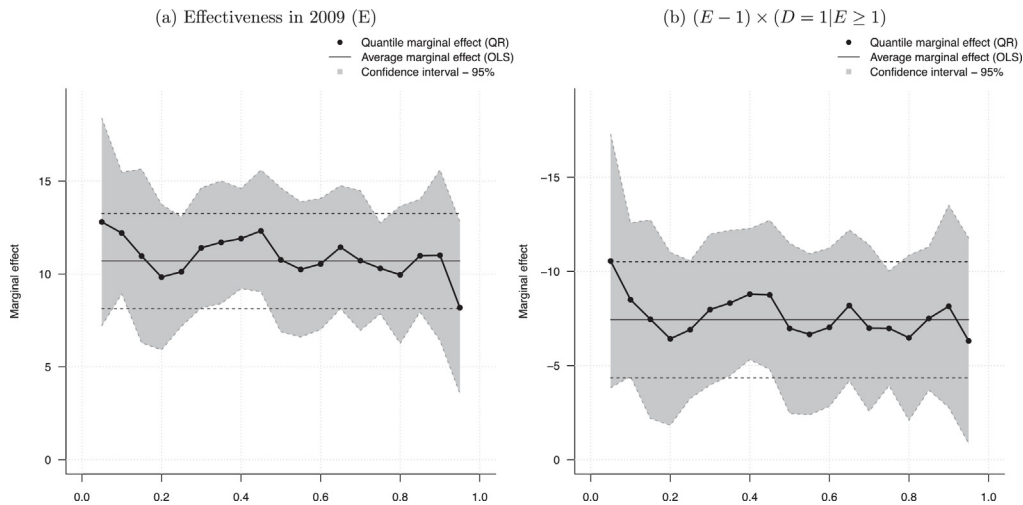 (a) Effectiveness in 2009 (E)
Quantile marginal effect (QR)
Average marginal effect (OLS)
Confidence interval − 95%
Marginal effect
15
10
5
0
0.0 0.2 0.4 0.6 0.8 1.0
(b) (E − 1) × (D = 1|E ≥ 1)
Quantile marginal effect (QR)
Average marginal effect (OLS)
Confidence interval − 95%
Marginal effect
−15
−10
−5
0
0.0 0.2 0.4 0.6 0.8 1.0